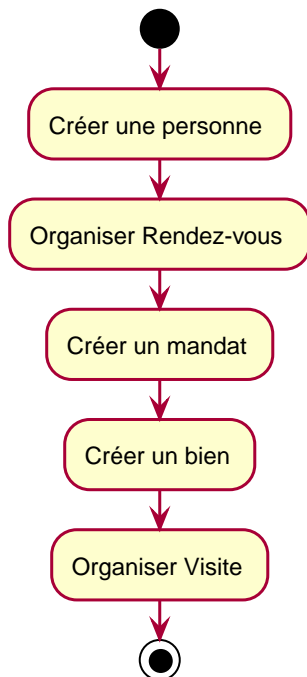 Créer une personne
Organiser Rendez-vous
Créer un mandat
Créer un bien
Organiser Visite